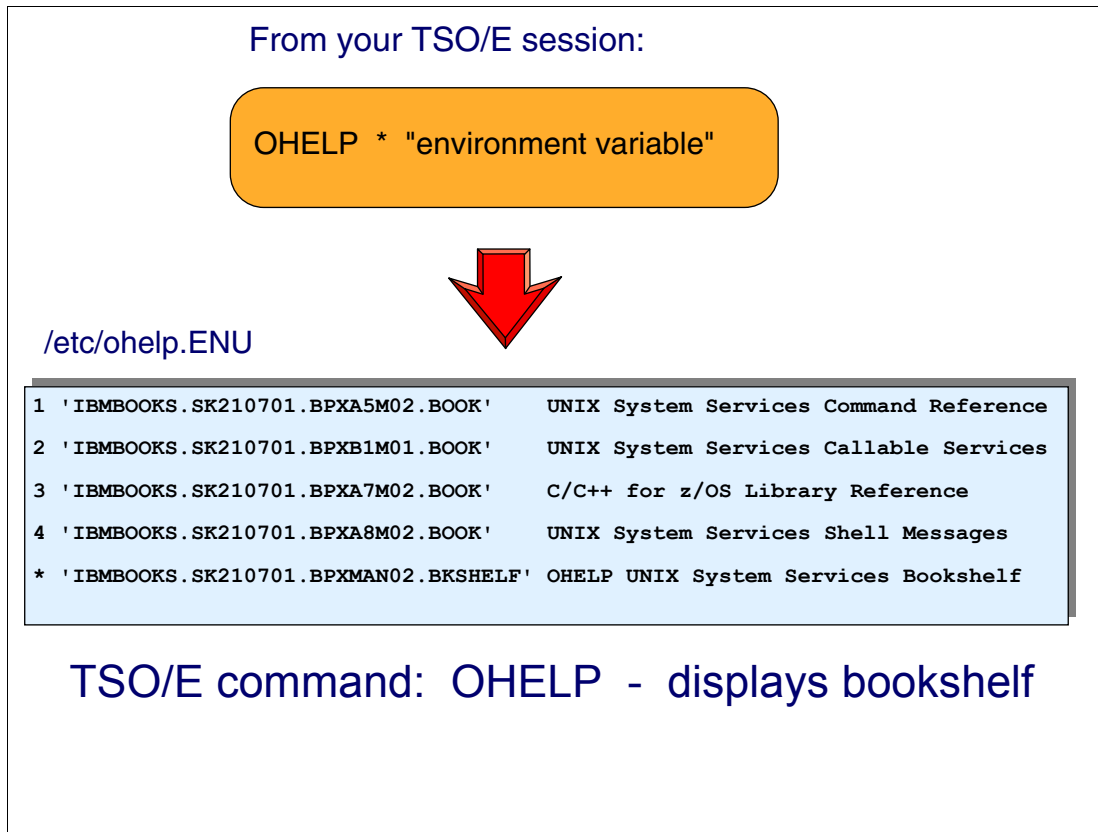 From your TSO/E session:
OHELP * "environment variable"
/etc/ohelp.ENU
1 'IBMBOOKS.SK210701.BPXA5M02.BOOK' UNIX System Services Command Reference
2 'IBMBOOKS.SK210701.BPXB1M01.BOOK' UNIX System Services Callable Services
3 'IBMBOOKS.SK210701.BPXA7M02.BOOK' C/C++ for z/OS Library Reference
4 'IBMBOOKS.SK210701.BPXA8M02.BOOK' UNIX System Services Shell Messages
* 'IBMBOOKS.SK210701.BPXMAN02.BKSHELF' OHELP UNIX System Services Bookshelf
TSO/E command: OHELP - displays bookshelf